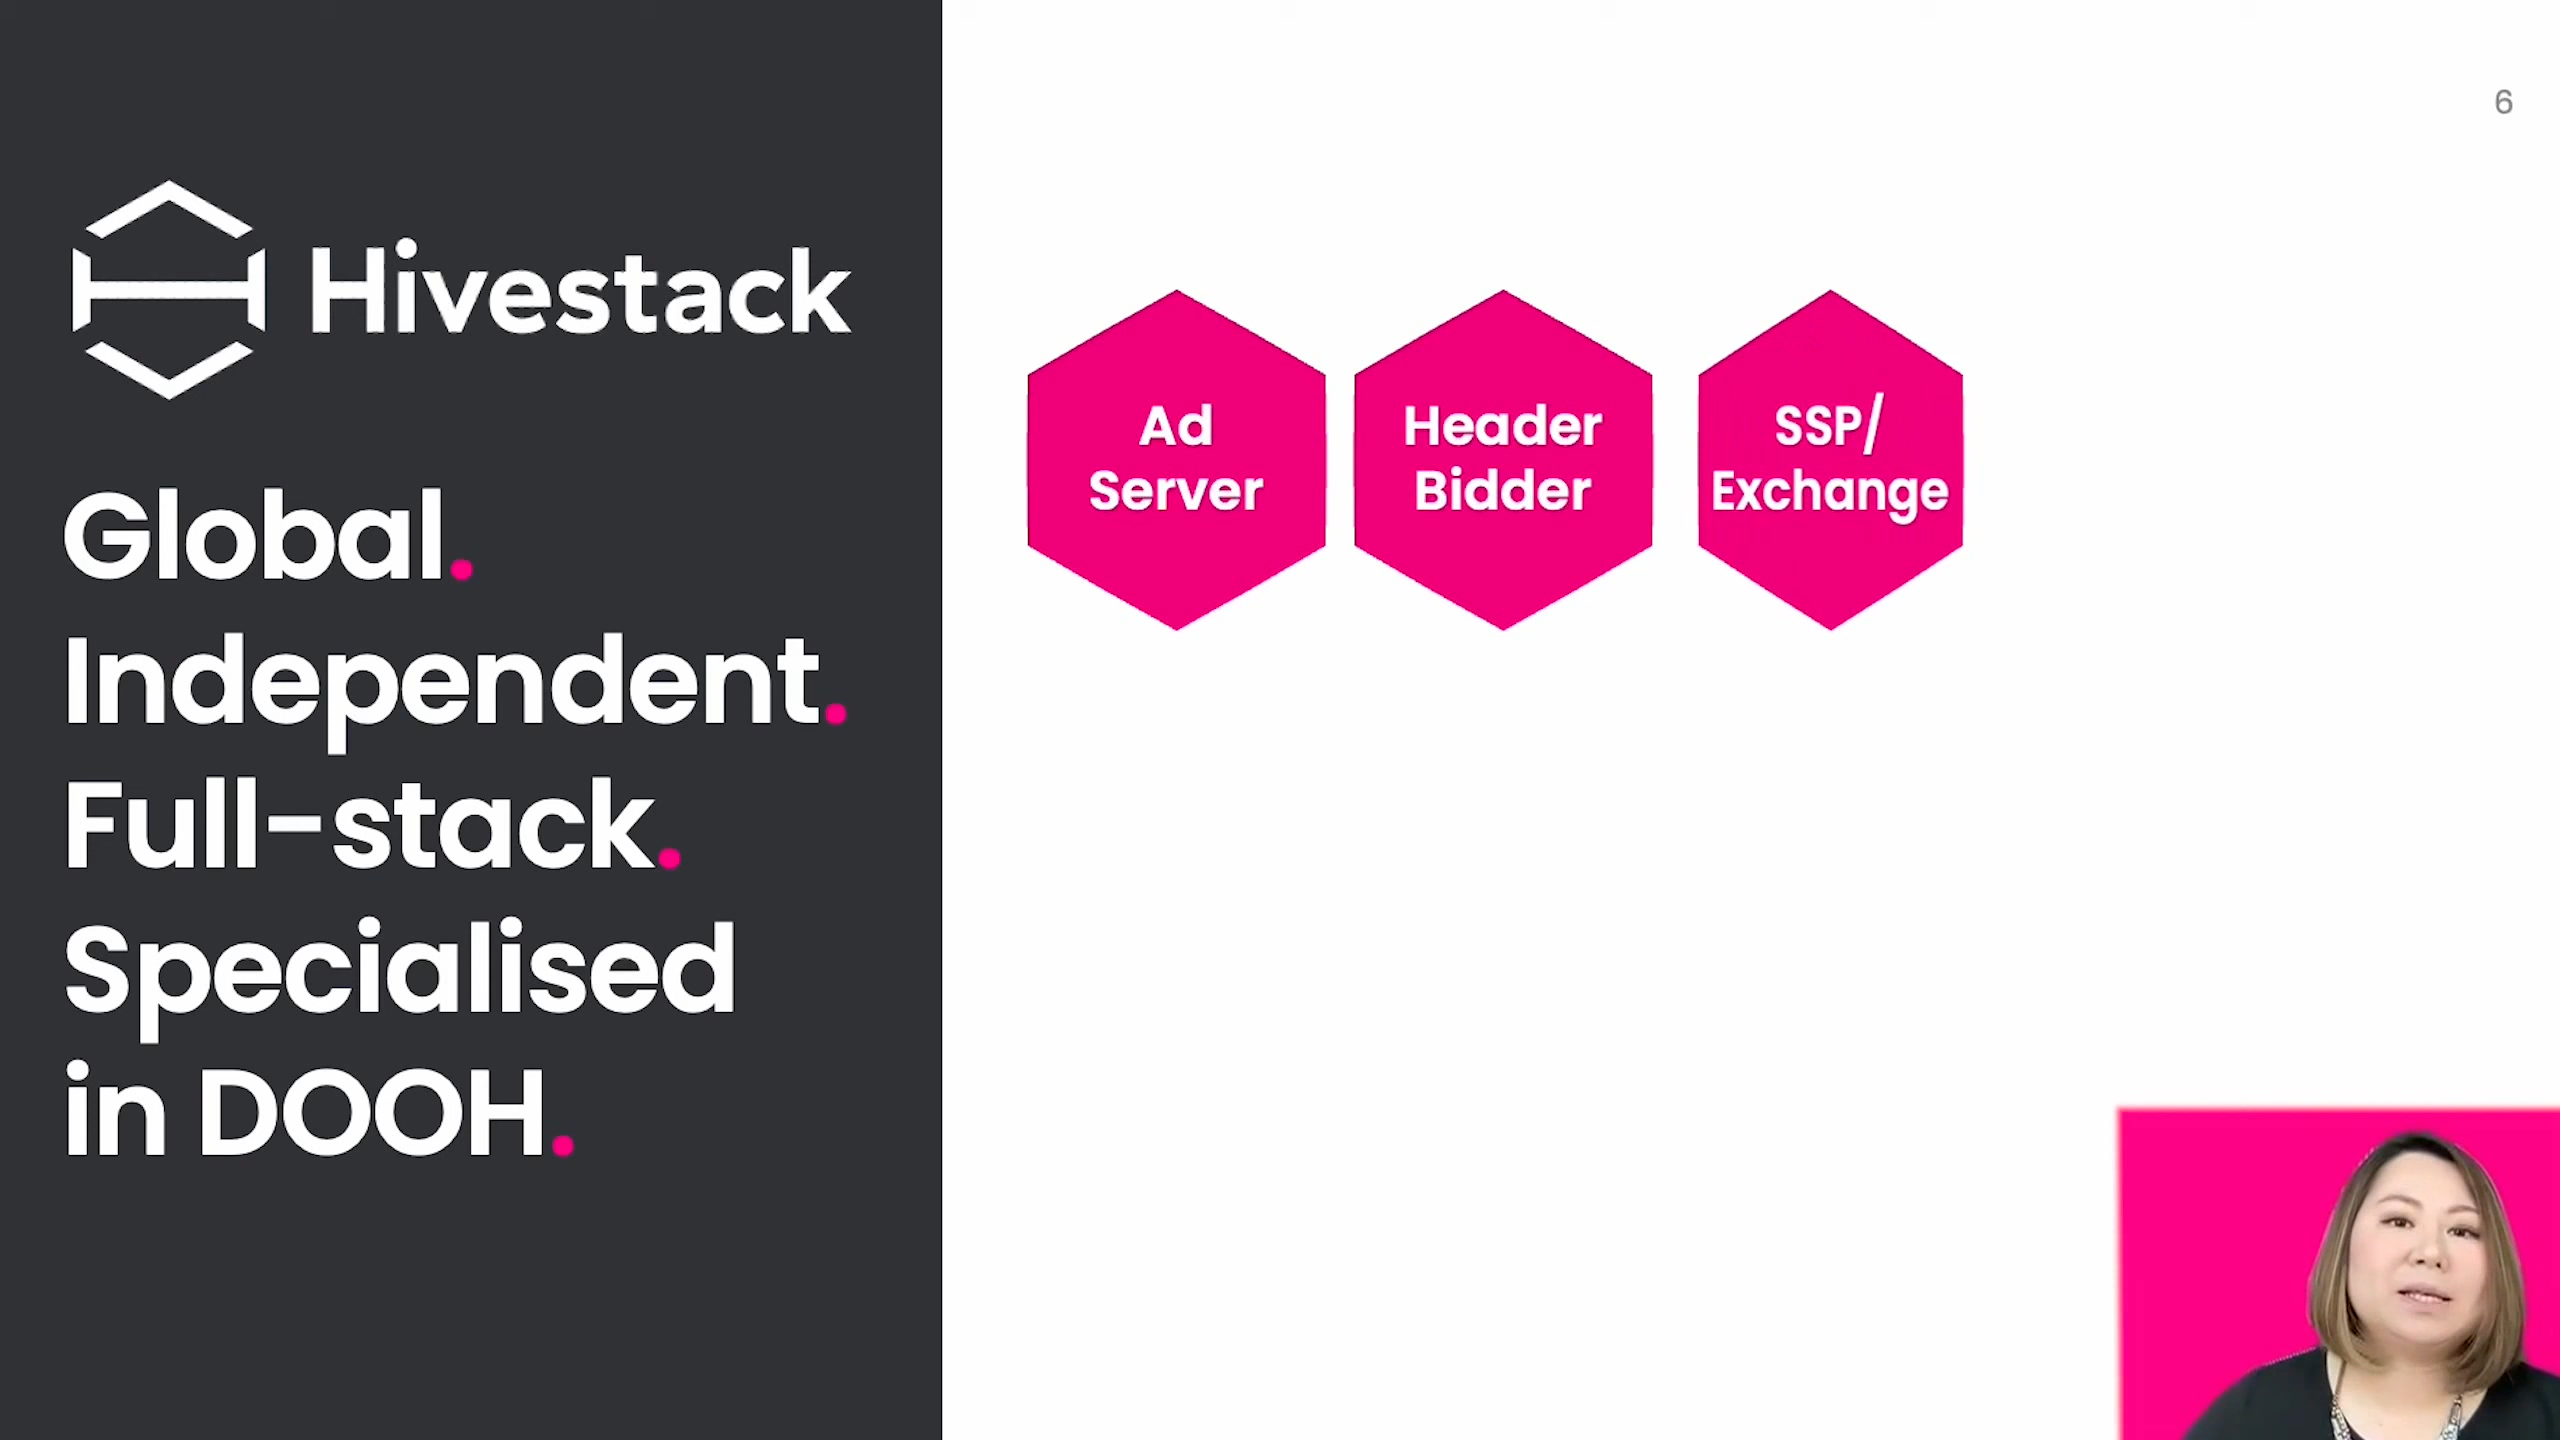 Hivestack
Global.
Independent.
Full-stack.
Specialised
in DOOH.
6
Ad
Server
Header
Bidder
SSP/
Exchange